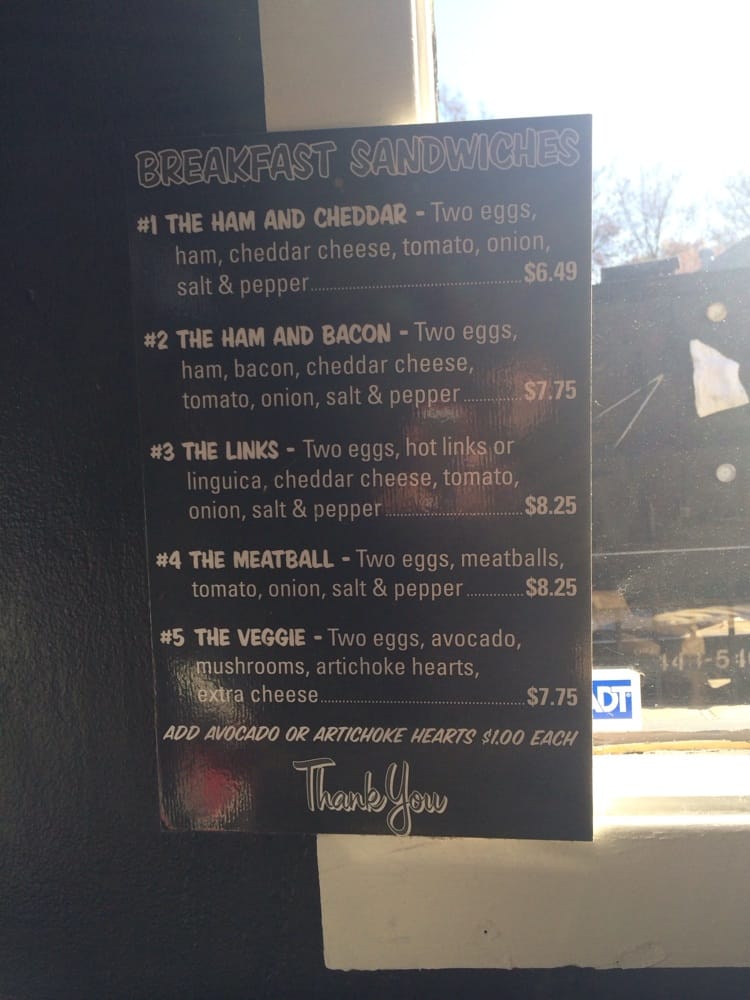 BREAKFAST SANDWICHES
#1 THE HAM AND CHEDDAR - Two eggs,
ham, cheddar cheese, tomato, onion,
salt & pepper........................................$6.49
#2 THE HAM AND BACON - Two eggs,
ham, bacon, cheddar cheese,
tomato, onion, salt & pepper............$7.75
#3 THE LINKS - Two eggs, hot links or
linguica, cheddar cheese, tomato,
onion, salt & pepper..........................$8.25
#4 THE MEATBALL - Two eggs, meatballs,
tomato, onion, salt & pepper............$8.25
#5 THE VEGGIE - Two eggs, avocado,
mushrooms, artichoke hearts,
extra cheese.......................................$7.75
ADD AVOCADO OR ARTICHOKE HEARTS $1.00 EACH
Thank You
ADT